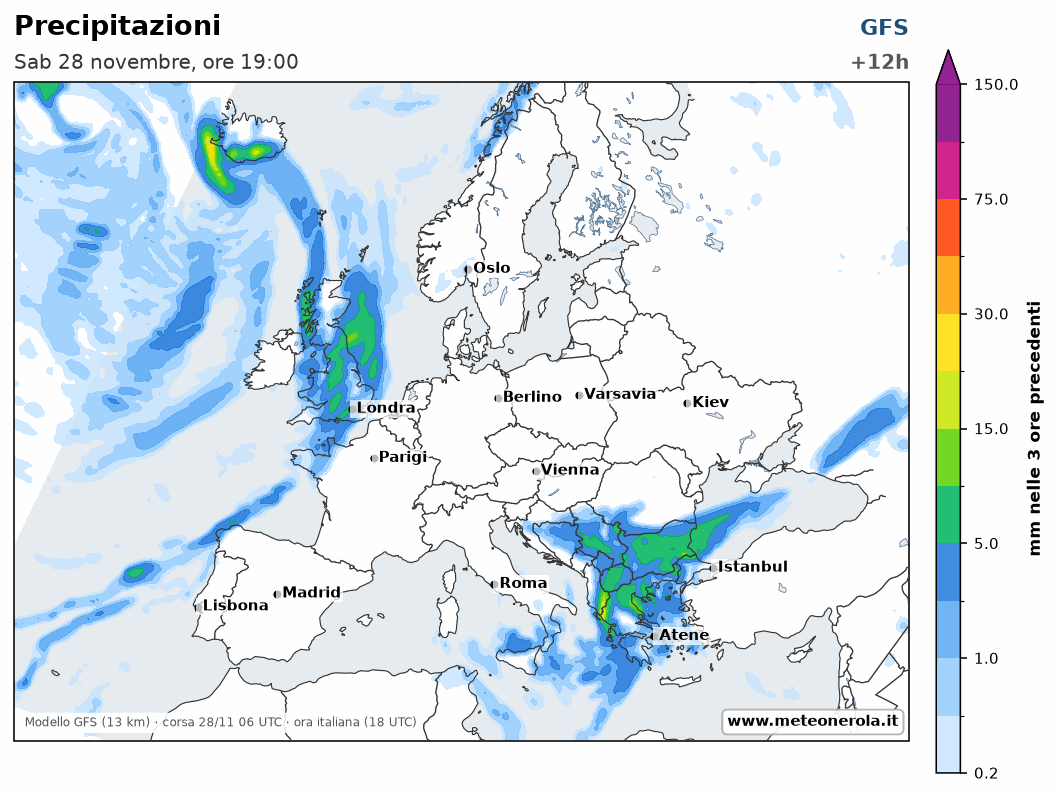 Precipitazioni
GFS
Sab 28 novembre, ore 19:00
+12h
150.0
75.0
30.0
15.0
5.0
1.0
0.2
mm nelle 3 ore precedenti
Oslo
Berlino
Varsavia
Kiev
Londra
Parigi
Vienna
Istanbul
Roma
Madrid
Lisbona
Atene
Modello GFS (13 km) · corsa 28/11 06 UTC · ora italiana (18 UTC)
www.meteonerola.it